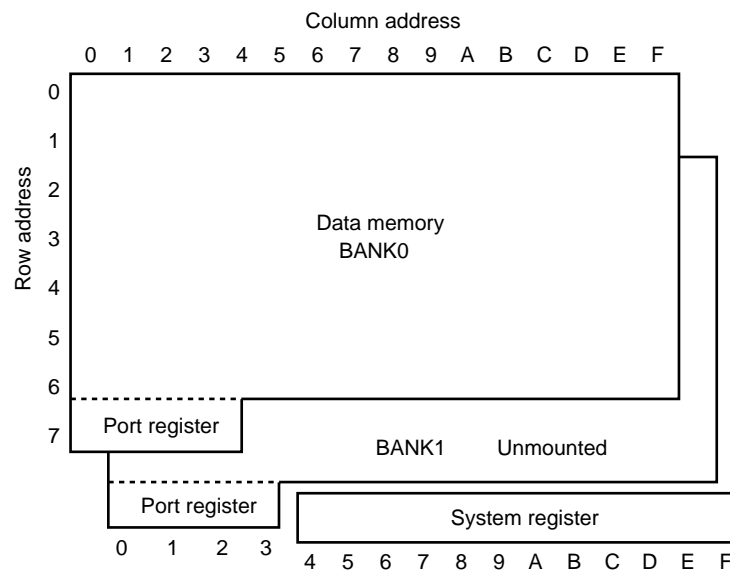 Column address
0 1 2 3 4 5 6 7 8 9 A B C D E F
Row address
0
1
2
3
4
5
6
7
Data memory
BANK0
Port register
BANK1 Unmounted
Port register
System register
0 1 2 3 4 5 6 7 8 9 A B C D E F